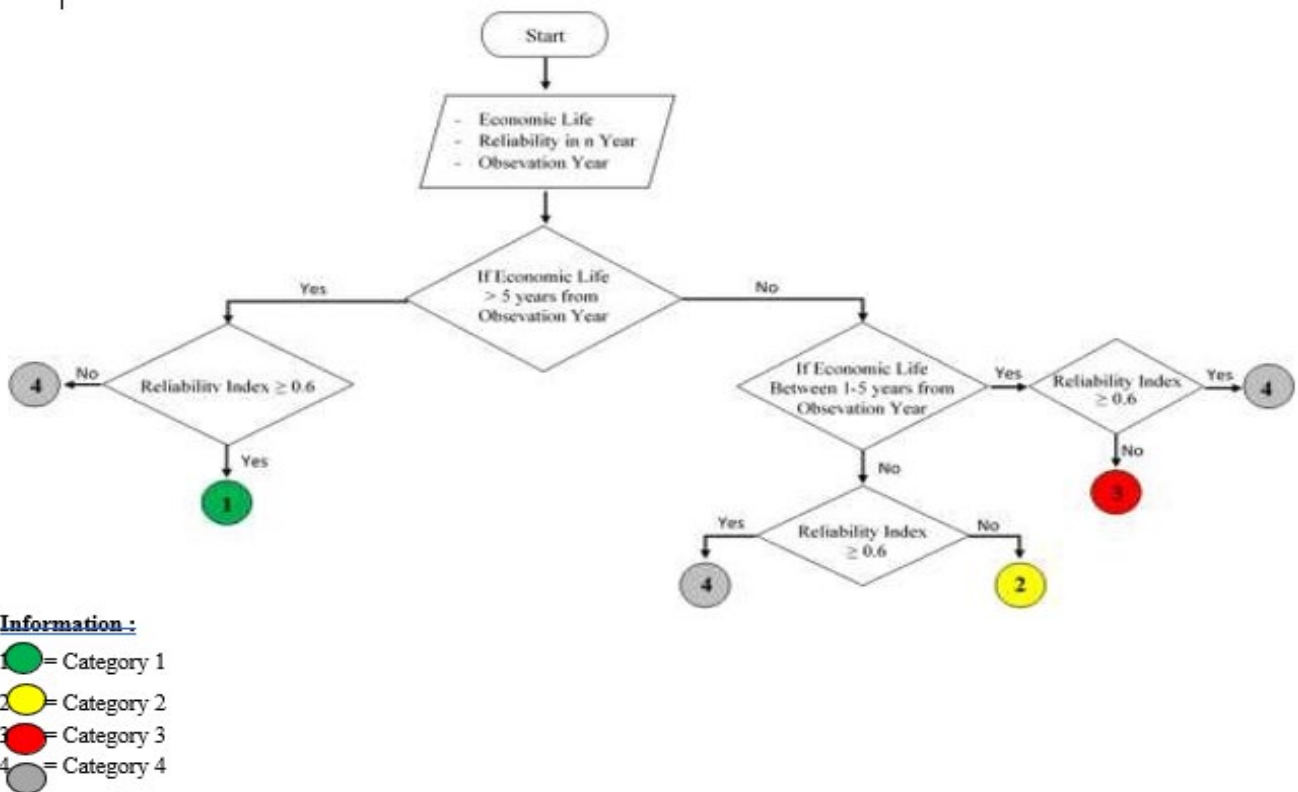 Start
- Economic Life
- Reliability in n Year
- Obsevation Year
If Economic Life
> 5 years from
Obsevation Year
Yes
No
Reliability Index ≥ 0.6
No
4
Yes
1
If Economic Life
Between 1-5 years from
Obsevation Year
Yes
Reliability Index
≥ 0.6
Yes
4
No
3
No
Reliability Index
≥ 0.6
Yes
4
No
2
Information :
1 = Category 1
2 = Category 2
3 = Category 3
4 = Category 4